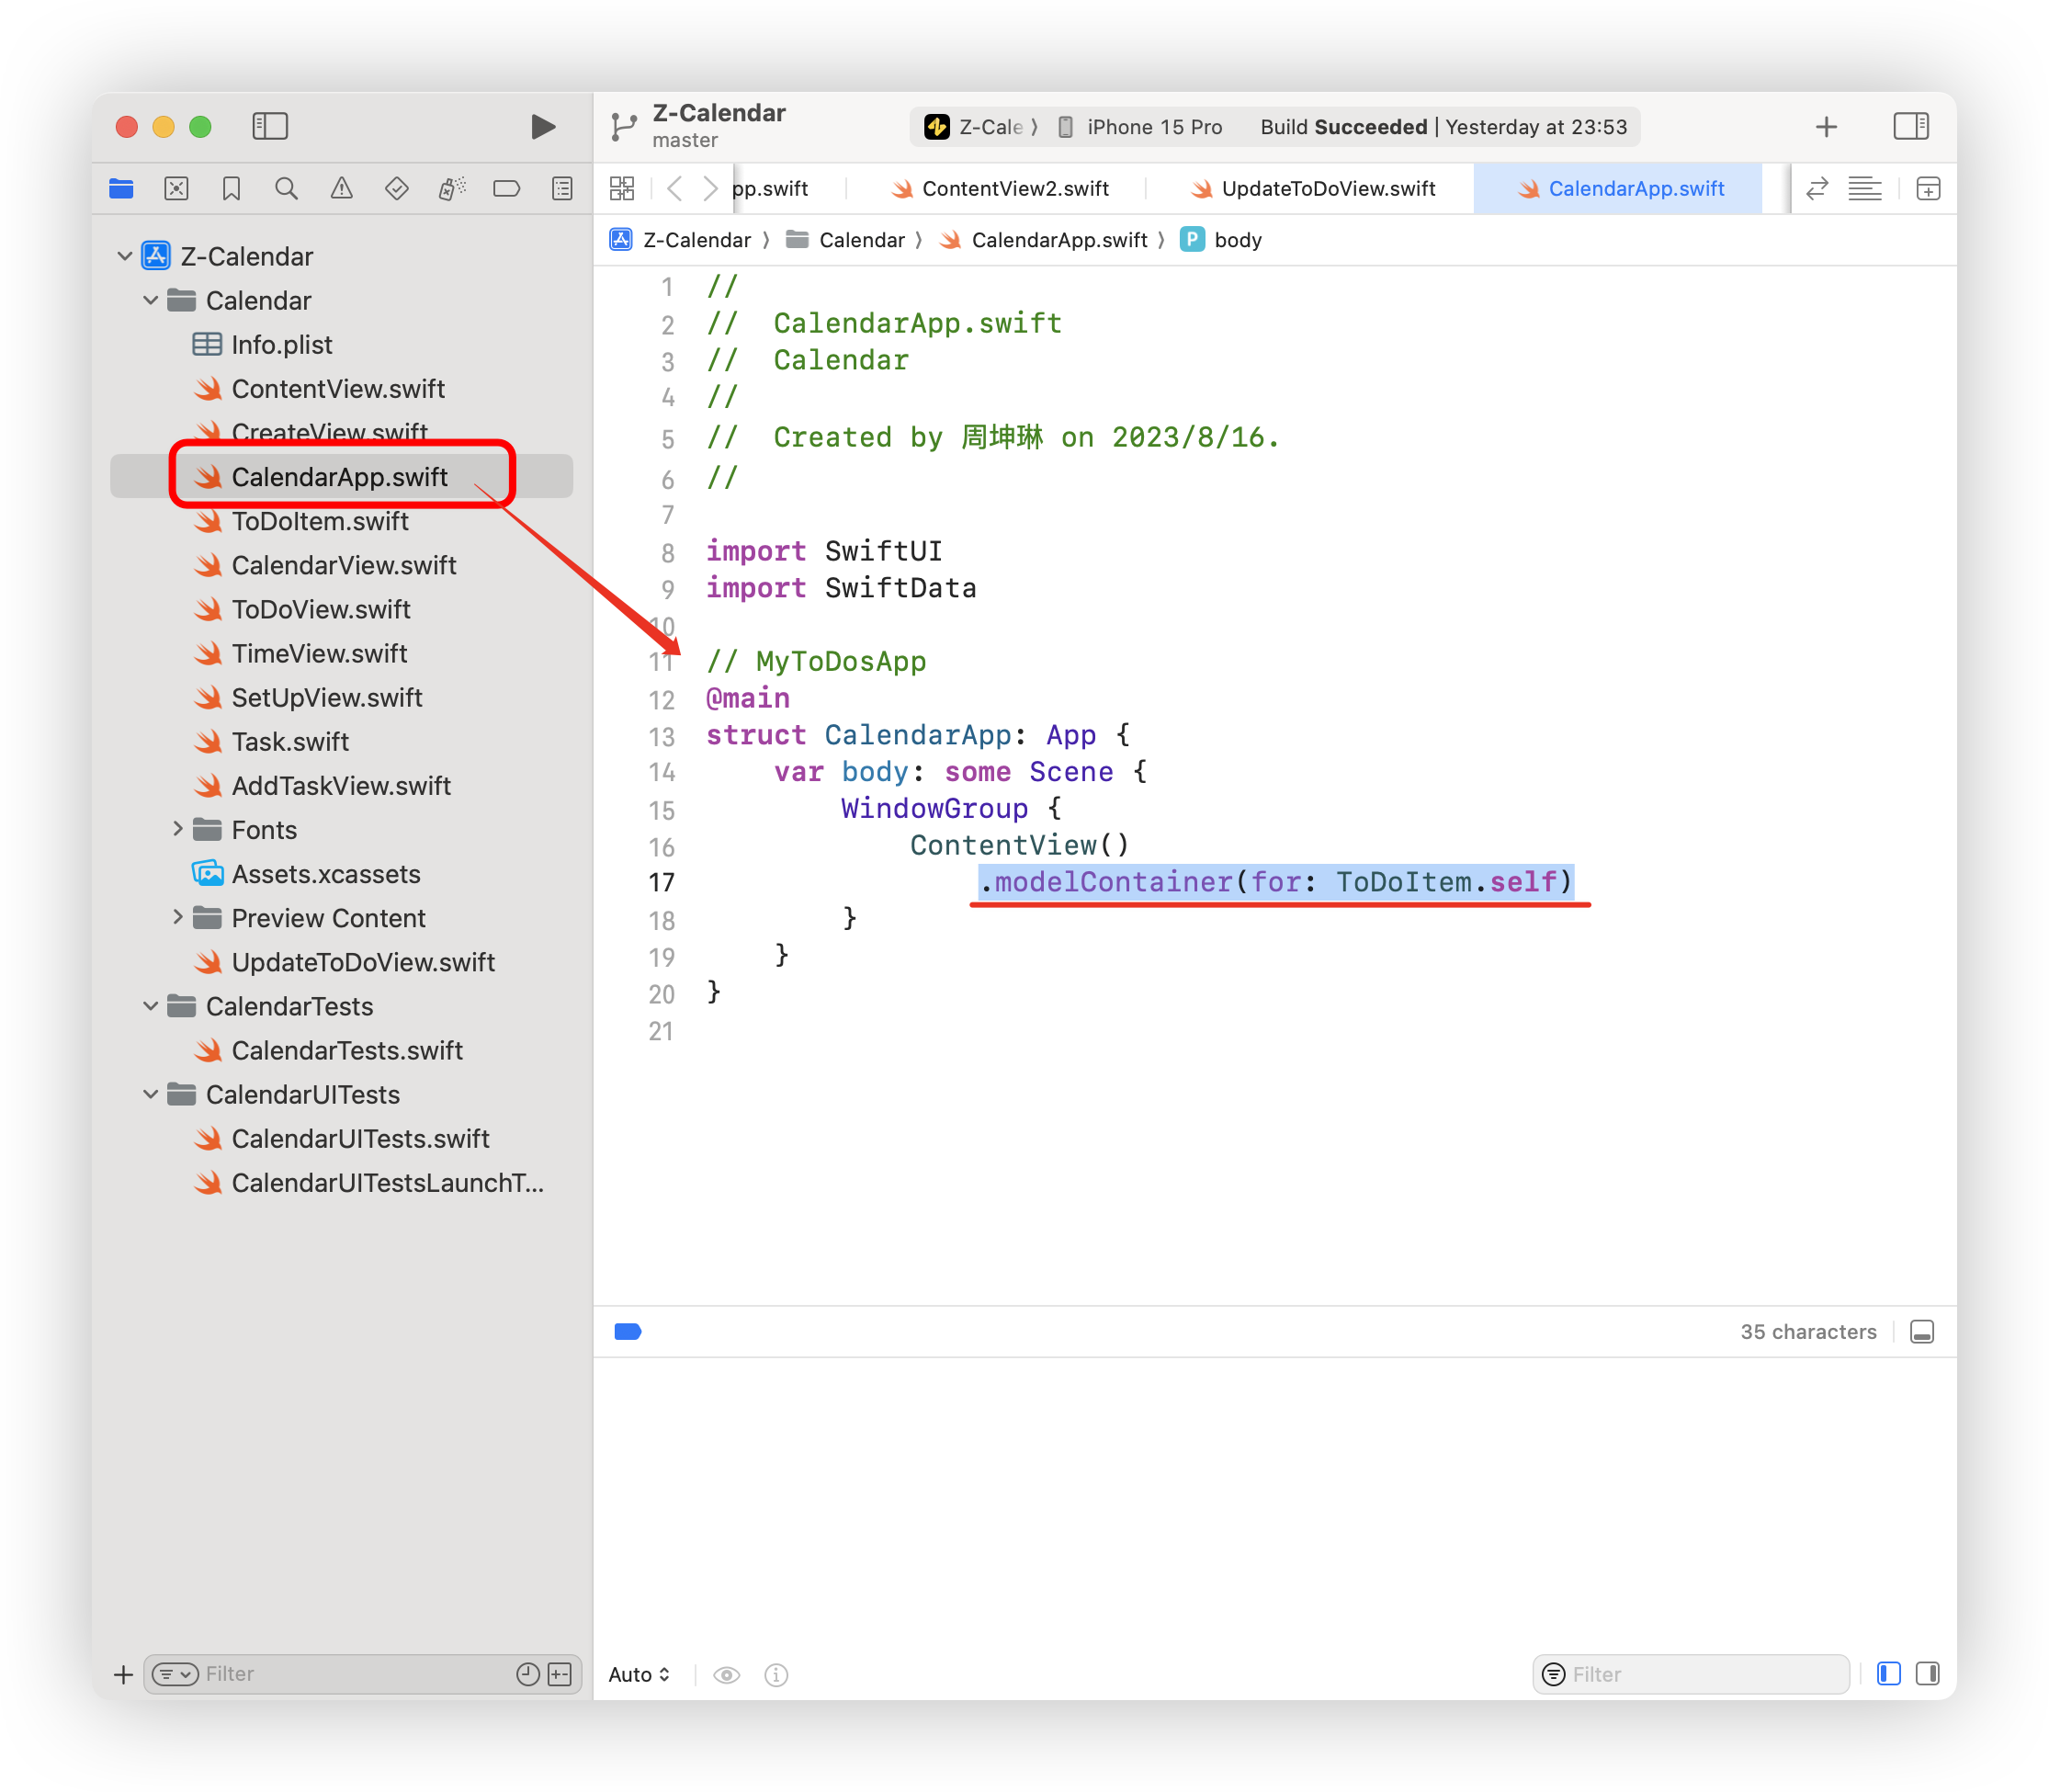 Z-Calendar
master
Z-Cale
iPhone 15 Pro
Build Succeeded | Yesterday at 23:53
pp.swift
ContentView2.swift
UpdateToDoView.swift
CalendarApp.swift
Z-Calendar
Calendar
CalendarApp.swift
P
body
Z-Calendar
Calendar
Info.plist
ContentView.swift
CreateView.swift
CalendarApp.swift
ToDoItem.swift
CalendarView.swift
ToDoView.swift
TimeView.swift
SetUpView.swift
Task.swift
AddTaskView.swift
Fonts
Assets.xcassets
Preview Content
UpdateToDoView.swift
CalendarTests
CalendarTests.swift
CalendarUITests
CalendarUITests.swift
CalendarUITestsLaunchT...
Filter
1 //
2 //  CalendarApp.swift
3 //  Calendar
4 //
5 //  Created by 周坤琳 on 2023/8/16.
6 //
7
8 import SwiftUI
9 import SwiftData
10
11 // MyToDosApp
12 @main
13 struct CalendarApp: App {
14     var body: some Scene {
15         WindowGroup {
16             ContentView()
17                 .modelContainer(for: ToDoItem.self)
18         }
19     }
20 }
21
35 characters
Auto
Filter